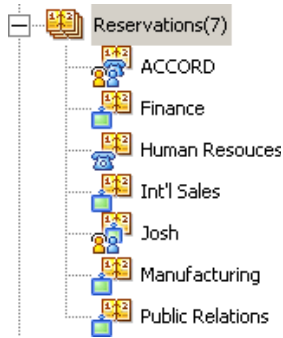 Reservations(7)
ACCORD
Finance
Human Resouces
Int'l Sales
Josh
Manufacturing
Public Relations